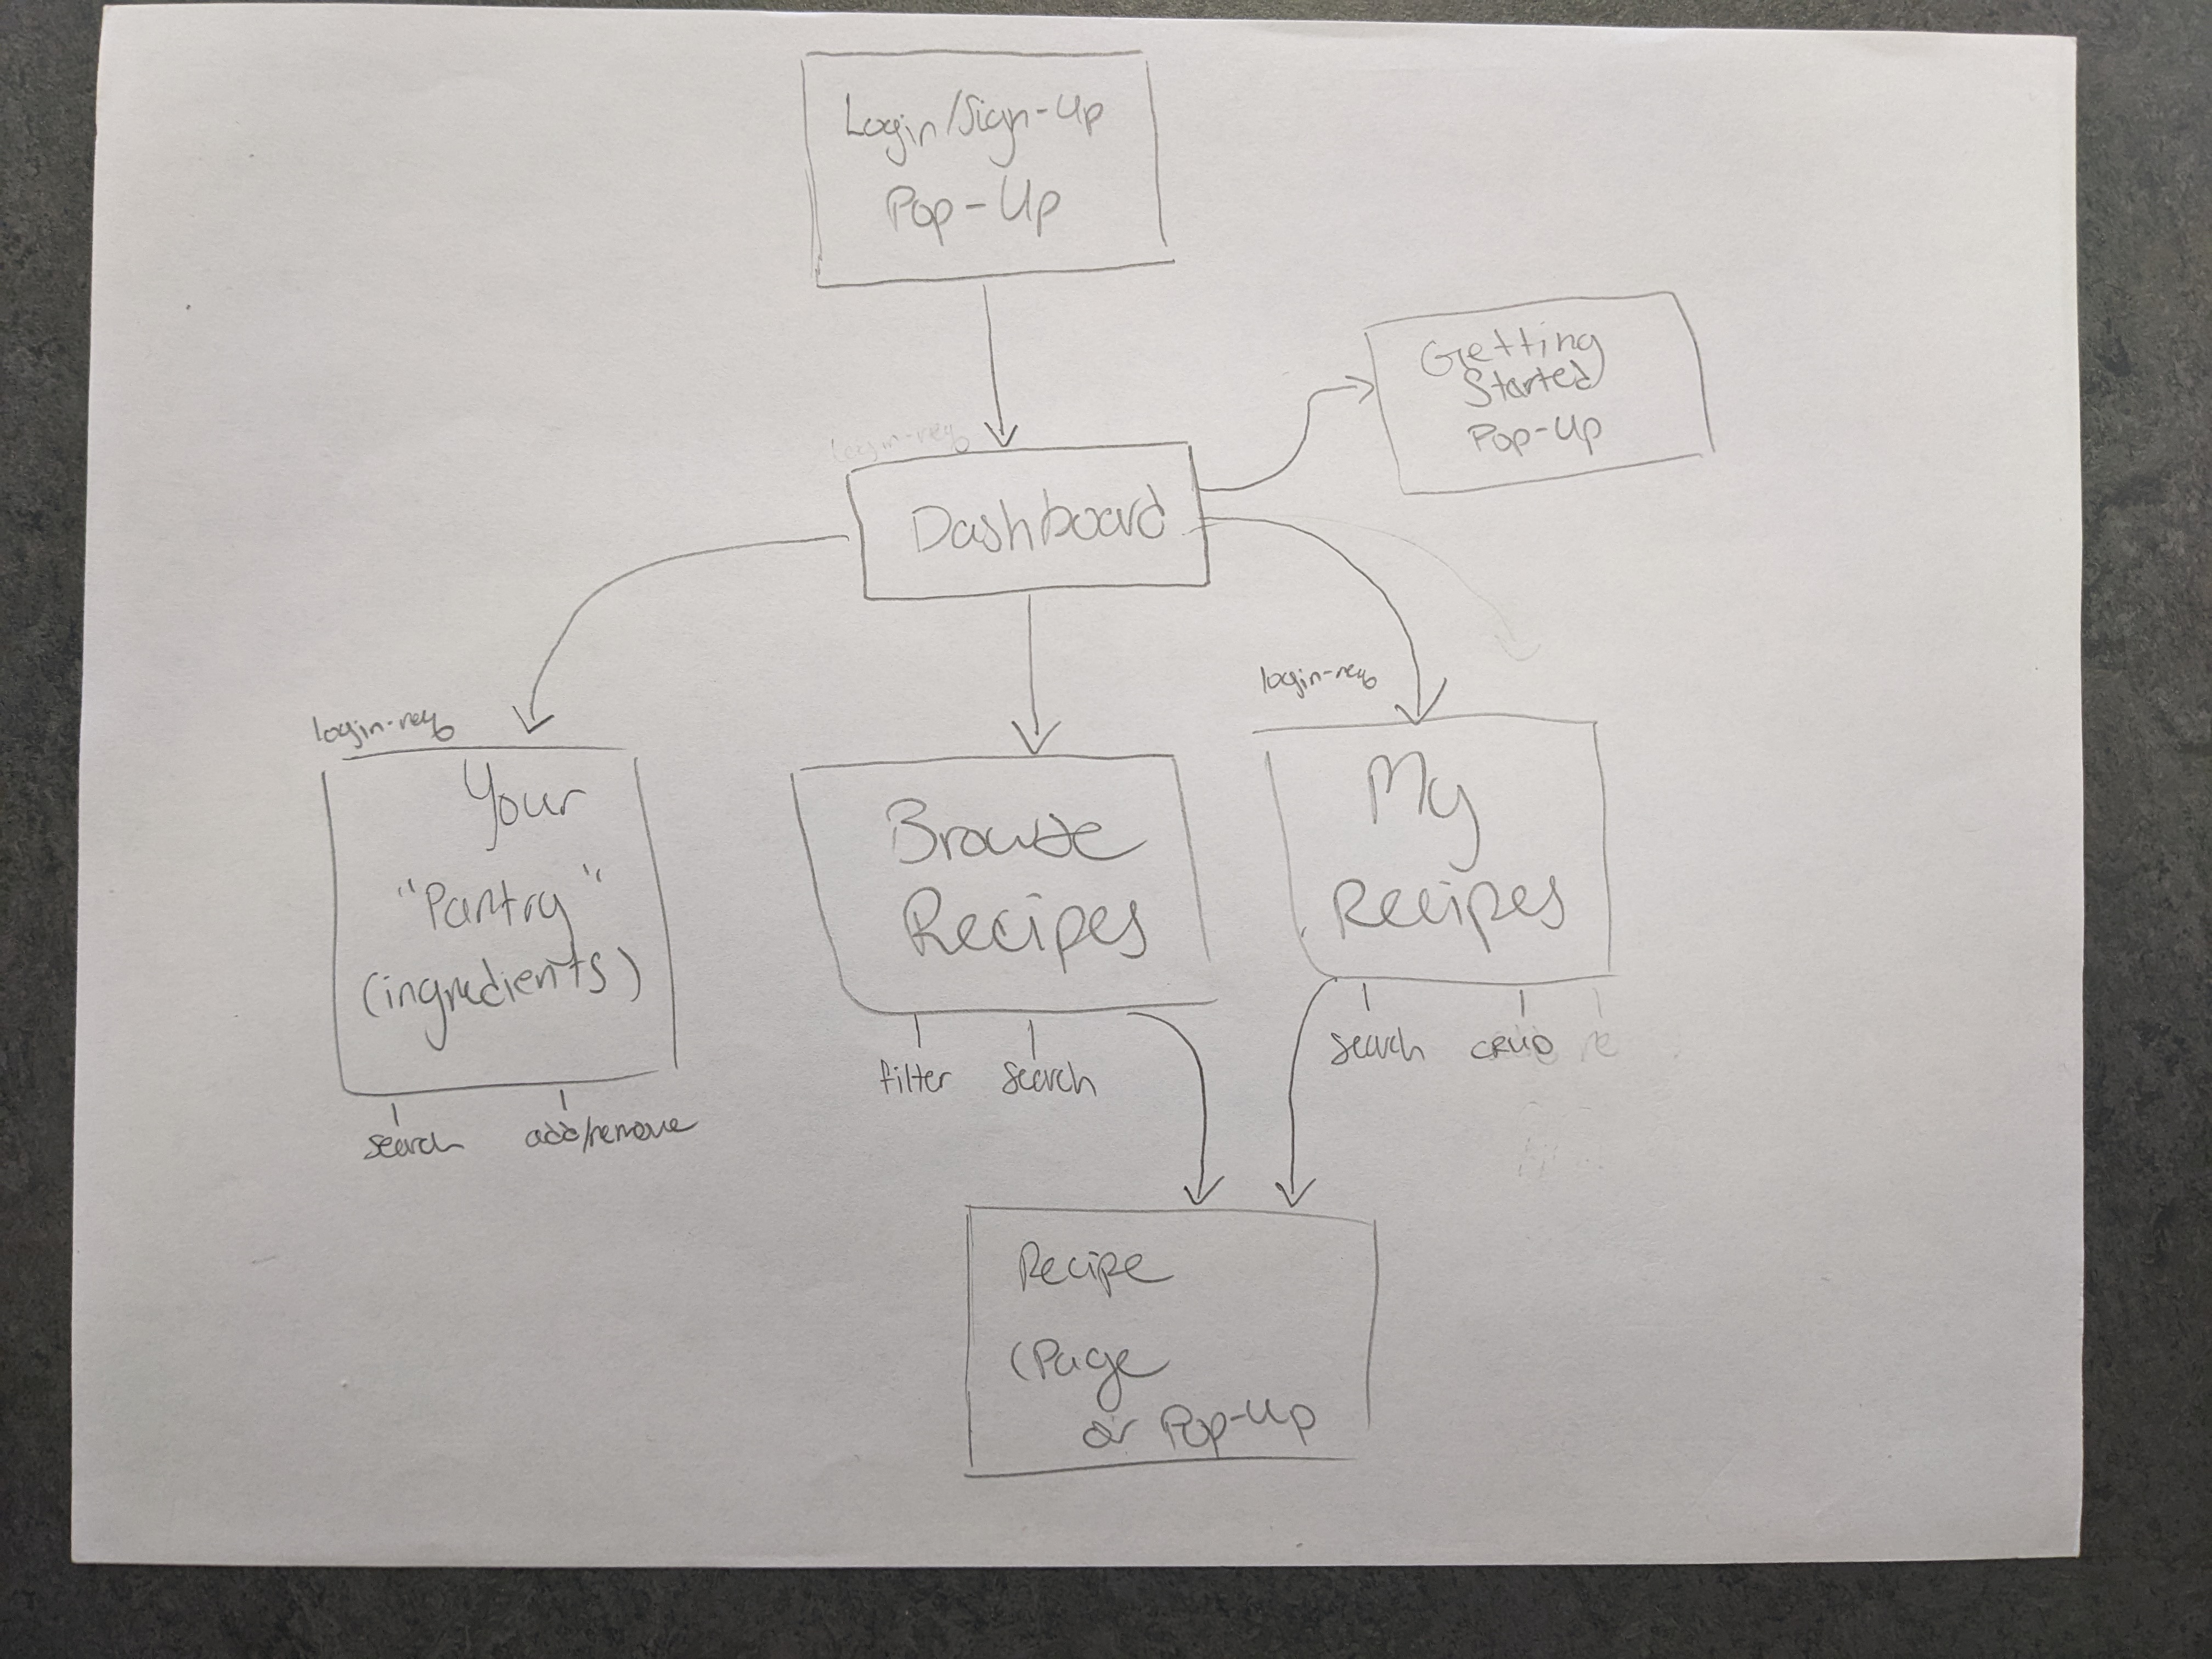 Login/Sign-Up
Pop-Up
Getting
Started
Pop-Up
login-req
Dashboard
login-req
login-req
Your
"Pantry"
(ingredients)
Browse
Recipes
My
Recipes
search
add/remove
filter
search
search
CRUD
re
Recipe
(Page
or Pop-Up